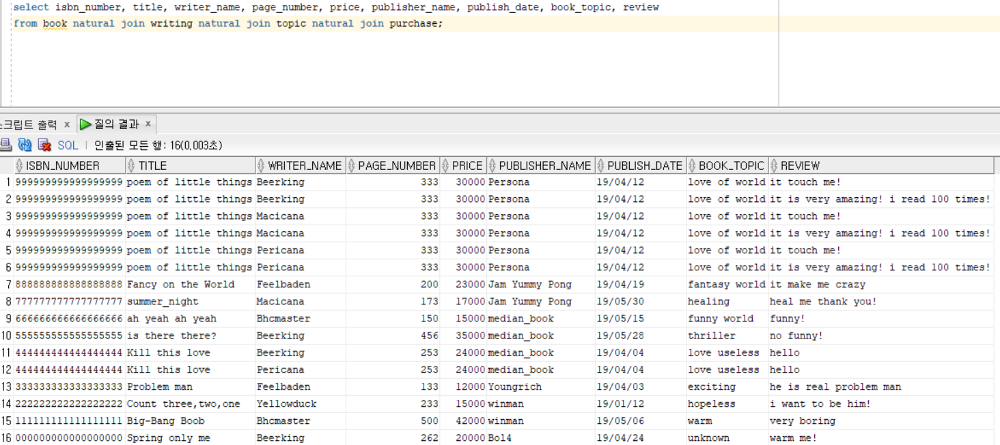 select isbn_number, title, writer_name, page_number, price, publisher_name, publish_date, book_topic, review
from book natural join writing natural join topic natural join purchase;
스크립트 출력 x 질의 결과 x
SQL | 인출된 모든 행: 16(0,003초)
ISBN_NUMBER TITLE WRITER_NAME PAGE_NUMBER PRICE PUBLISHER_NAME PUBLISH_DATE BOOK_TOPIC REVIEW
1 9999999999999999999 poem of little things Beerking 333 30000 Persona 19/04/12 love of world it touch me!
2 9999999999999999999 poem of little things Beerking 333 30000 Persona 19/04/12 love of world it is very amazing! i read 100 times!
3 9999999999999999999 poem of little things Macicana 333 30000 Persona 19/04/12 love of world it touch me!
4 9999999999999999999 poem of little things Macicana 333 30000 Persona 19/04/12 love of world it is very amazing! i read 100 times!
5 9999999999999999999 poem of little things Pericana 333 30000 Persona 19/04/12 love of world it touch me!
6 9999999999999999999 poem of little things Pericana 333 30000 Persona 19/04/12 love of world it is very amazing! i read 100 times!
7 8888888888888888888 Fancy on the World Feelbaden 200 23000 Jam Yummy Pong 19/04/19 fantasy world it make me crazy
8 7777777777777777777 summer_night Macicana 173 17000 Jam Yummy Pong 19/05/30 healing heal me thank you!
9 6666666666666666666 ah yeah ah yeah Bhcmaster 150 15000 median_book 19/05/15 funny world funny!
10 5555555555555555555 is there there? Beerking 456 35000 median_book 19/05/28 thriller no funny!
11 4444444444444444444 Kill this love Beerking 253 24000 median_book 19/04/04 love useless hello
12 4444444444444444444 Kill this love Pericana 253 24000 median_book 19/04/04 love useless hello
13 3333333333333333333 Problem man Feelbaden 133 12000 Youngrich 19/04/03 exciting he is real problem man
14 2222222222222222222 Count three,two,one Yellowduck 233 15000 winman 19/01/12 hopeless i want to be him!
15 1111111111111111111 Big-Bang Boob Bhcmaster 500 42000 winman 19/05/06 warm very boring
16 0000000000000000000 Spring only me Beerking 262 20000 Bol4 19/04/24 unknown warm me!